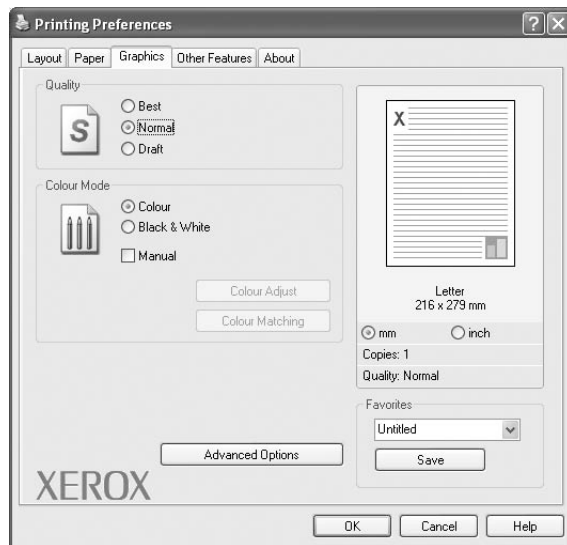 Printing Preferences
Layout Paper Graphics Other Features About
Quality
S
Best
Normal
Draft
Colour Mode
Colour
Black & White
Manual
Colour Adjust
Colour Matching
Advanced Options
XEROX
X
Letter
216 x 279 mm
mm inch
Copies: 1
Quality: Normal
Favorites
Untitled
Save
OK Cancel Help